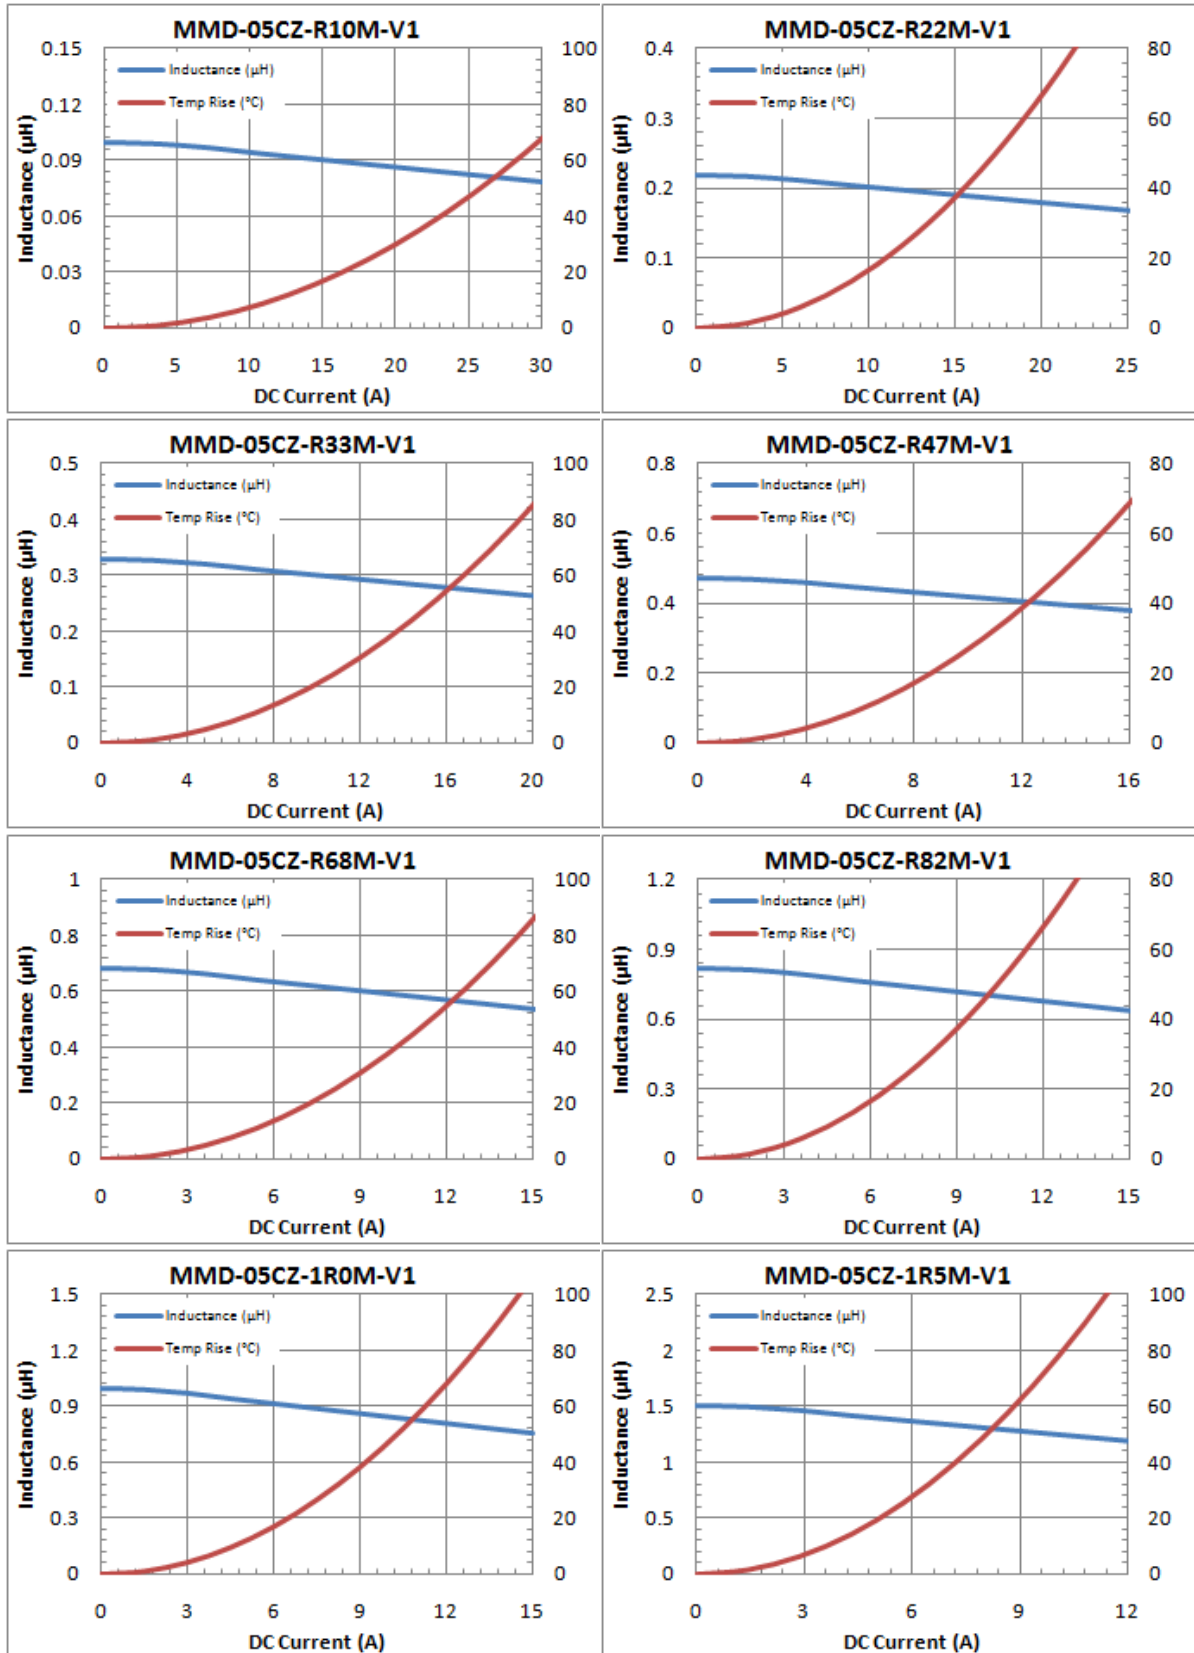 MMD-05CZ-R10M-V1
Inductance (µH)
Temp Rise (°C)
0.15
0.12
0.09
0.06
0.03
0
100
80
60
40
20
0
0 5 10 15 20 25 30
Inductance (µH)
DC Current (A)
MMD-05CZ-R22M-V1
Inductance (µH)
Temp Rise (°C)
0.4
0.3
0.2
0.1
0
80
60
40
20
0
0 5 10 15 20 25
Inductance (µH)
DC Current (A)
MMD-05CZ-R33M-V1
Inductance (µH)
Temp Rise (°C)
0.5
0.4
0.3
0.2
0.1
0
100
80
60
40
20
0
0 4 8 12 16 20
Inductance (µH)
DC Current (A)
MMD-05CZ-R47M-V1
Inductance (µH)
Temp Rise (°C)
0.8
0.6
0.4
0.2
0
80
60
40
20
0
0 4 8 12 16
Inductance (µH)
DC Current (A)
MMD-05CZ-R68M-V1
Inductance (µH)
Temp Rise (°C)
1
0.8
0.6
0.4
0.2
0
100
80
60
40
20
0
0 3 6 9 12 15
Inductance (µH)
DC Current (A)
MMD-05CZ-R82M-V1
Inductance (µH)
Temp Rise (°C)
1.2
0.9
0.6
0.3
0
80
60
40
20
0
0 3 6 9 12 15
Inductance (µH)
DC Current (A)
MMD-05CZ-1R0M-V1
Inductance (µH)
Temp Rise (°C)
1.5
1.2
0.9
0.6
0.3
0
100
80
60
40
20
0
0 3 6 9 12 15
Inductance (µH)
DC Current (A)
MMD-05CZ-1R5M-V1
Inductance (µH)
Temp Rise (°C)
2.5
2
1.5
1
0.5
0
100
80
60
40
20
0
0 3 6 9 12
Inductance (µH)
DC Current (A)